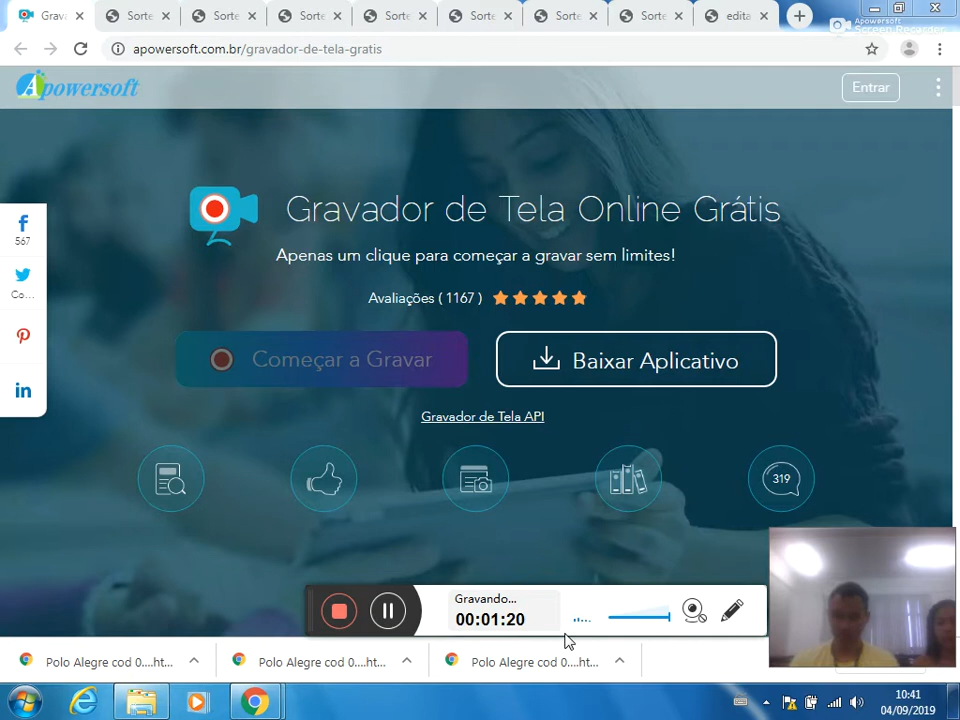 Grava
Sorte
Sorte
Sorte
Sorte
Sorte
Sorte
Sorte
edita
Apowersoft
Screen Recorder
apowersoft.com.br/gravador-de-tela-gratis
Apowersoft
Entrar
Gravador de Tela Online Grátis
Apenas um clique para começar a gravar sem limites!
Avaliações ( 1167 )
567
Co...
Começar a Gravar
Baixar Aplicativo
Gravador de Tela API
319
Gravando...
00:01:20
Polo Alegre cod 0....ht...
Polo Alegre cod 0....ht...
Polo Alegre cod 0....ht...
10:41
04/09/2019